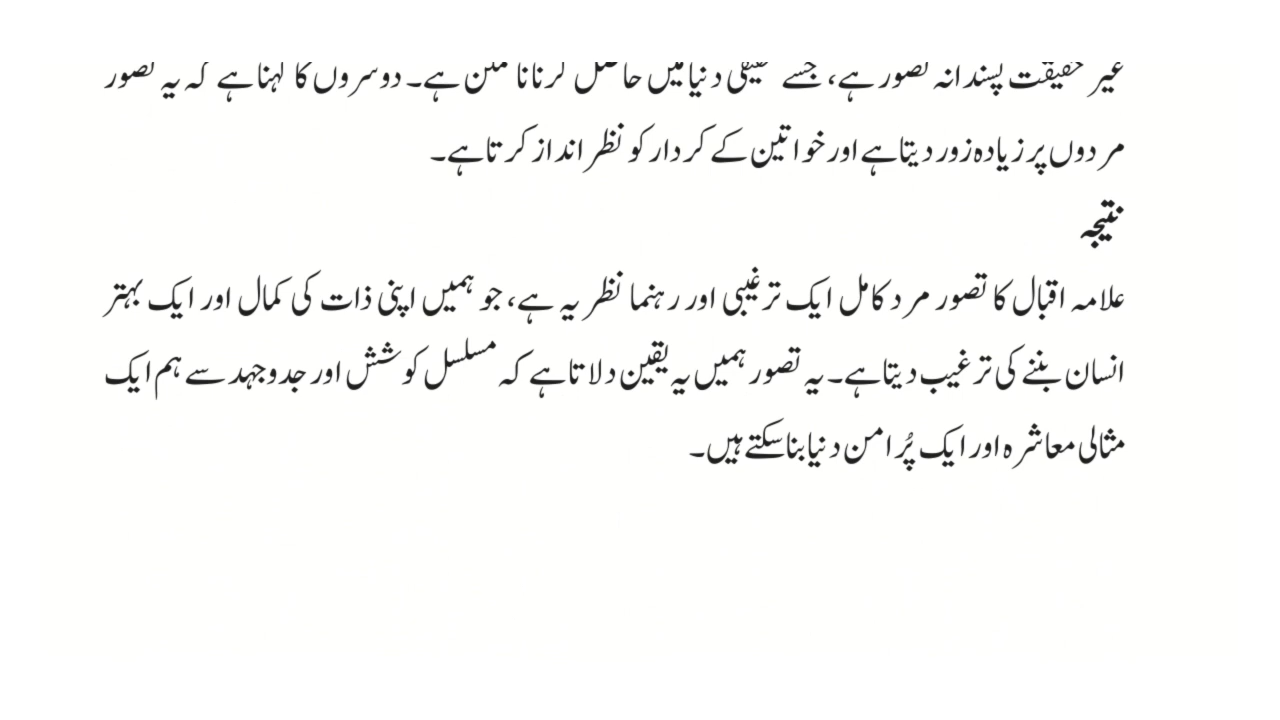 غیر حقیقت پسندانہ تصور ہے، جسے حقیقی دنیا میں حاصل کرنا ناممکن ہے۔ دوسروں کا کہنا ہے کہ یہ تصور
مردوں پر زیادہ زور دیتا ہے اور خواتین کے کردار کو نظر انداز کرتا ہے۔
نتیجہ
علامہ اقبال کا تصور مرد کامل ایک ترغیبی اور رہنما نظریہ ہے، جو ہمیں اپنی ذات کی کمال اور ایک بہتر
انسان بننے کی ترغیب دیتا ہے۔ یہ تصور ہمیں یہ یقین دلاتا ہے کہ مسلسل کوشش اور جدوجہد سے ہم ایک
مثالی معاشرہ اور ایک پُر امن دنیا بنا سکتے ہیں۔